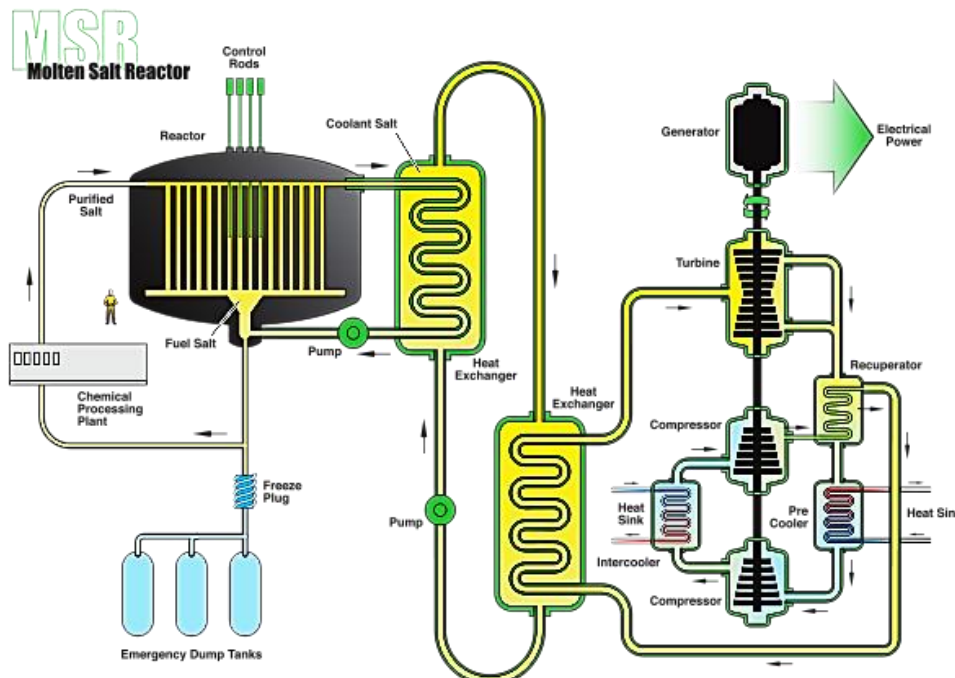 MSR
Molten Salt Reactor
Control
Rods
Reactor
Coolant Salt
Purified
Salt
Fuel Salt
Pump
Heat
Exchanger
Chemical
Processing
Plant
Freeze
Plug
Pump
Emergency Dump Tanks
Heat
Exchanger
Generator
Electrical
Power
Turbine
Recuperator
Compressor
Heat
Sink
Intercooler
Pre
Cooler
Heat Sin
Compressor